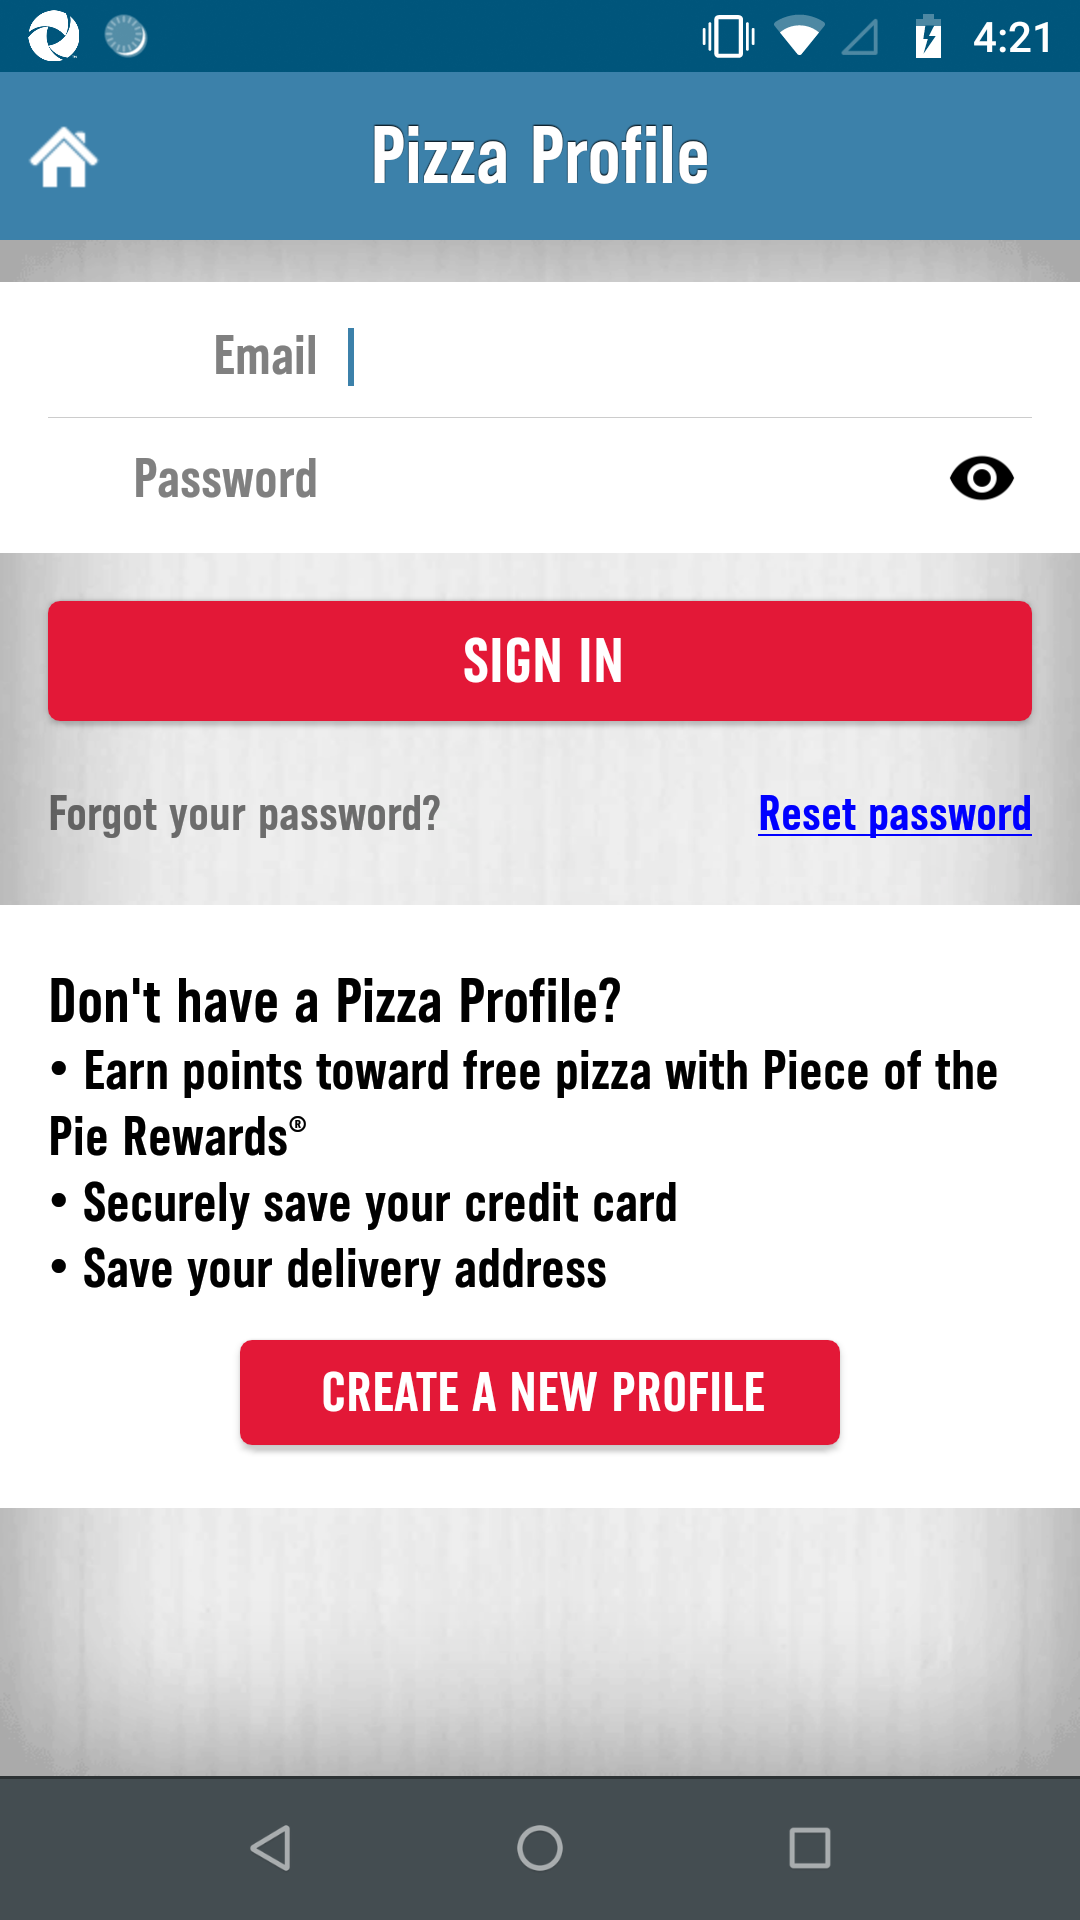 4:21
Pizza Profile
Email
Password
SIGN IN
Forgot your password? Reset password
Don't have a Pizza Profile?
• Earn points toward free pizza with Piece of the
Pie Rewards®
• Securely save your credit card
• Save your delivery address
CREATE A NEW PROFILE